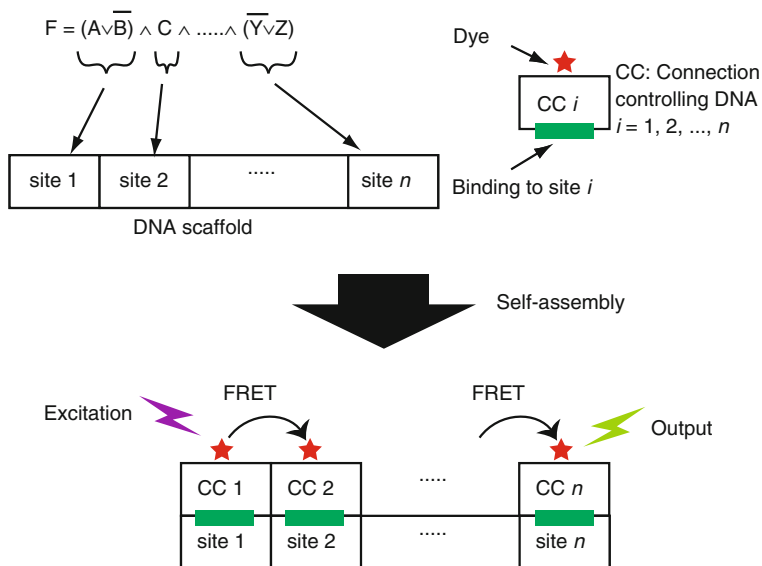 F = (A∨B̅) ∧ C ∧ ..... ∧ (Y̅∨Z)
site 1
site 2
.....
site n
DNA scaffold
Dye
CC i
CC: Connection
controlling DNA
i = 1, 2, ..., n
Binding to site i
Self-assembly
Excitation
FRET
FRET
Output
CC 1
CC 2
.....
CC n
site 1
site 2
.....
site n